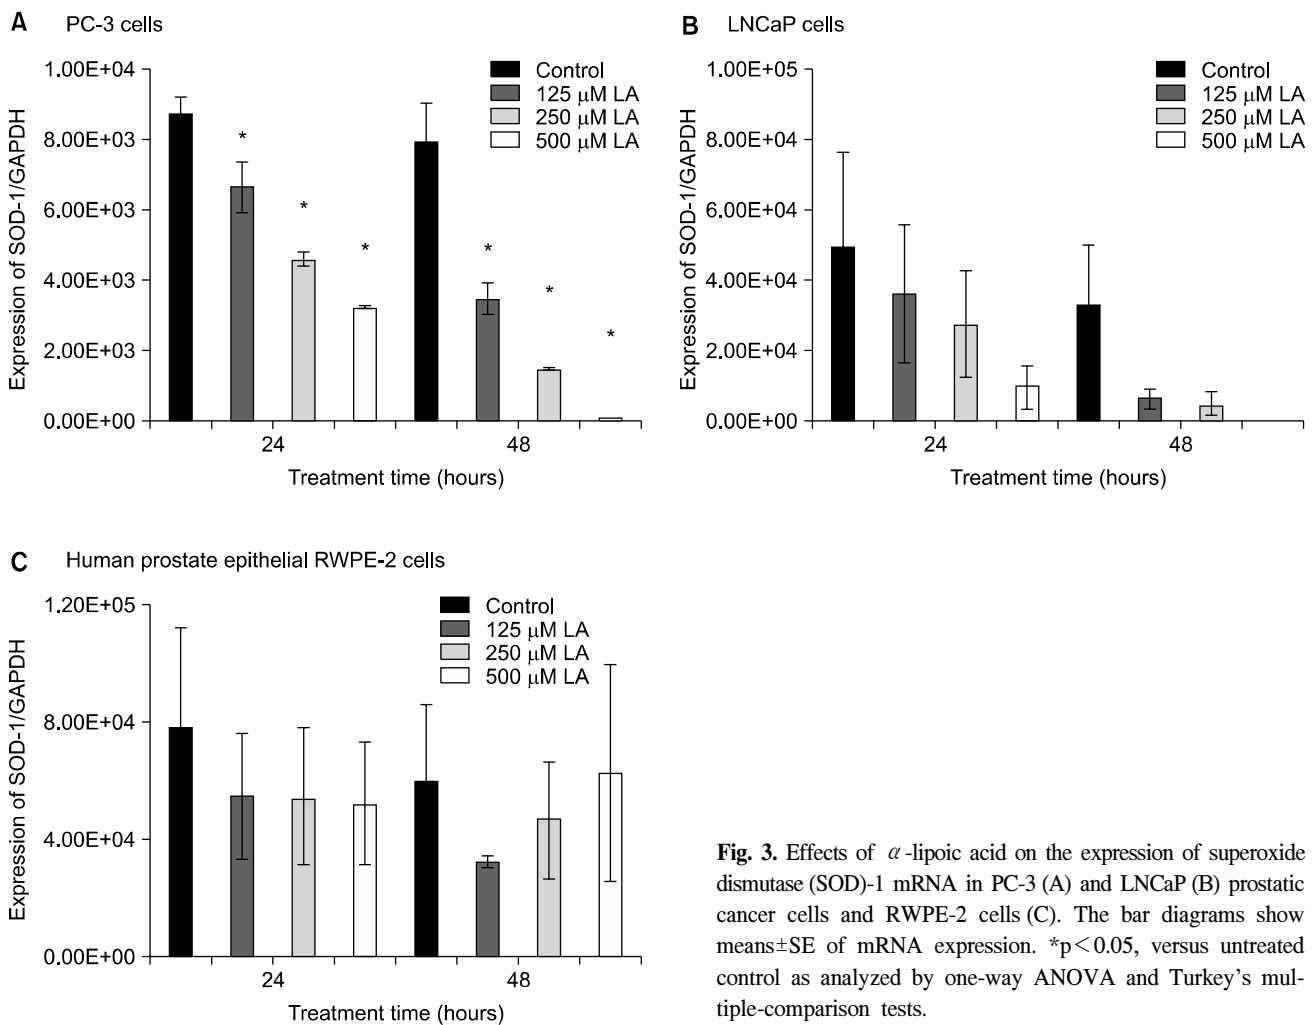 A PC-3 cells
1.00E+04
8.00E+03
6.00E+03
4.00E+03
2.00E+03
0.00E+00
Expression of SOD-1/GAPDH
Control
125 μM LA
250 μM LA
500 μM LA
*
*
*
*
*
*
24 48
Treatment time (hours)
B LNCaP cells
1.00E+05
8.00E+04
6.00E+04
4.00E+04
2.00E+04
0.00E+00
Expression of SOD-1/GAPDH
Control
125 μM LA
250 μM LA
500 μM LA
24 48
Treatment time (hours)
C Human prostate epithelial RWPE-2 cells
1.20E+05
8.00E+04
4.00E+04
0.00E+00
Expression of SOD-1/GAPDH
Control
125 μM LA
250 μM LA
500 μM LA
24 48
Treatment time (hours)
Fig. 3. Effects of α-lipoic acid on the expression of superoxide
dismutase (SOD)-1 mRNA in PC-3 (A) and LNCaP (B) prostatic
cancer cells and RWPE-2 cells (C). The bar diagrams show
means±SE of mRNA expression. *p<0.05, versus untreated
control as analyzed by one-way ANOVA and Turkey's mul-
tiple-comparison tests.